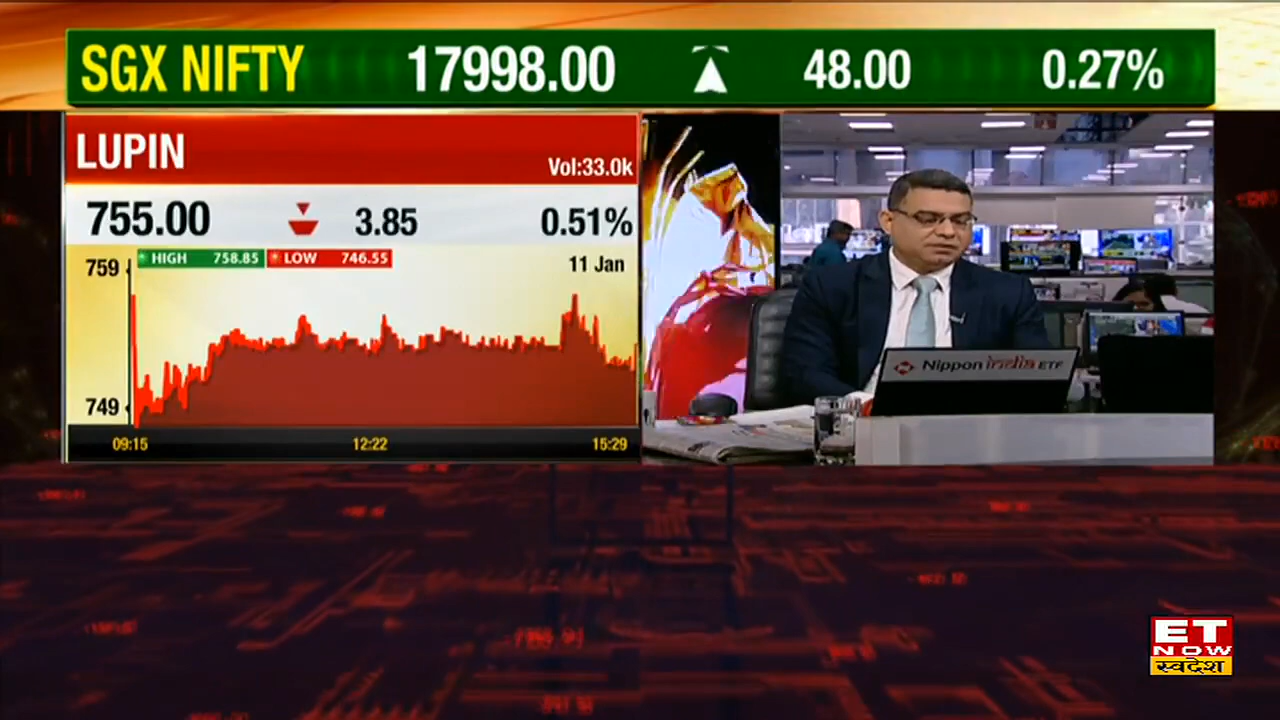 SGX NIFTY 17998.00 48.00 0.27%
LUPIN
Vol:33.0k
755.00 3.85 0.51%
HIGH 758.85 LOW 746.55
11 Jan
759
749
09:15 12:22 15:29
Nippon india ETF
ET
NOW
स्वदेश